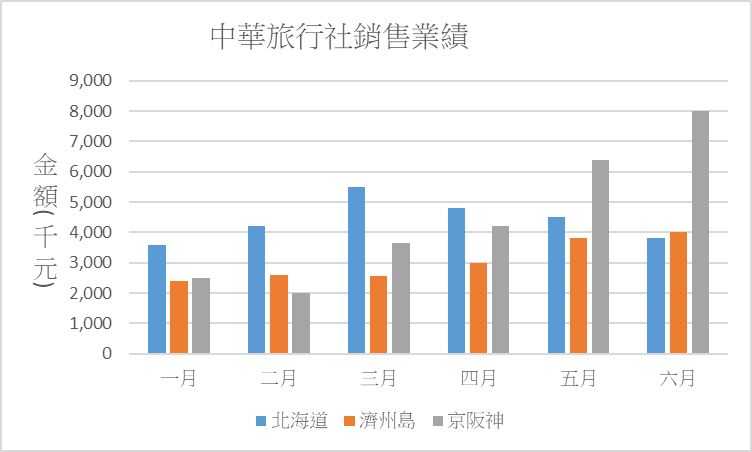 中華旅行社銷售業績
9,000
8,000
7,000
6,000
5,000
4,000
3,000
2,000
1,000
0
金額(千元)
一月 二月 三月 四月 五月 六月
北海道 濟州島 京阪神